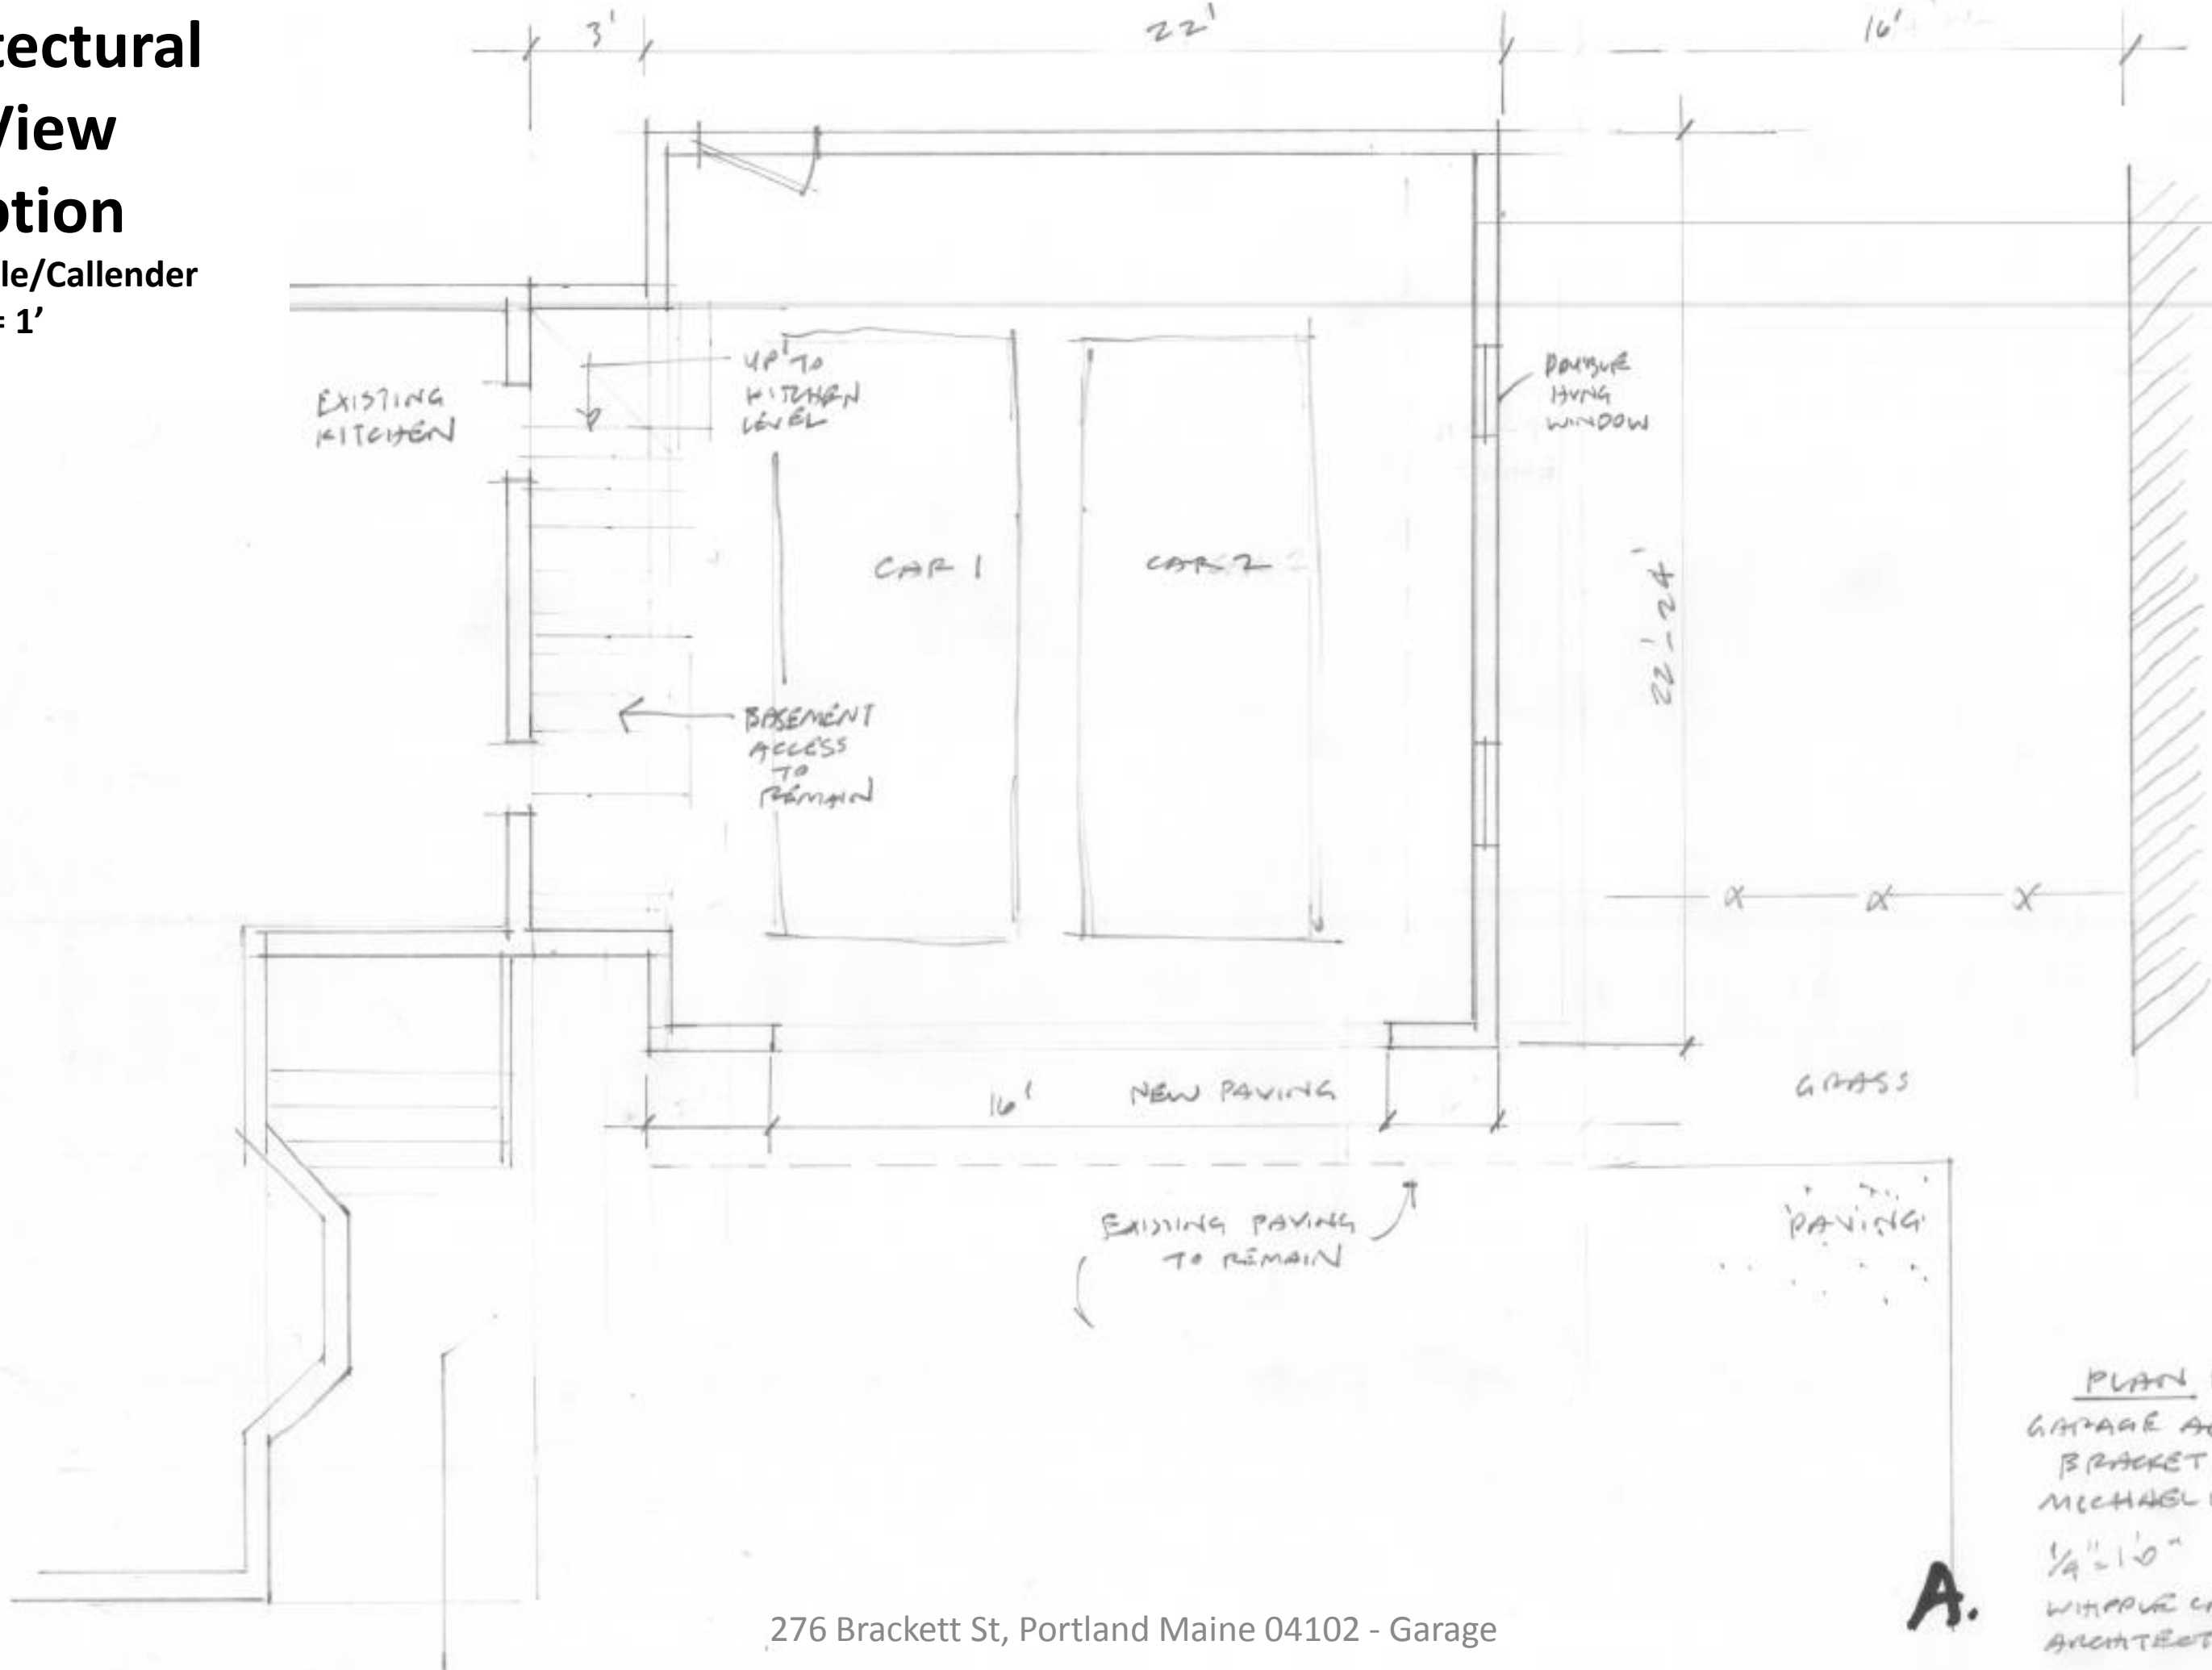 tectural
View
ption
le/Callender
= 1’
3'
22'
16'
EXISTING
KITCHEN
UP TO
KITCHEN
LEVEL
DOUBLE
HUNG
WINDOW
CAR 1
CAR 2
22'-24'
BASEMENT
ACCESS
TO
REMAIN
16'
NEW PAVING
GRASS
EXISTING PAVING
TO REMAIN
PAVING
PLAN
GARAGE A
BRACKET
MICHAEL
1/4"=1'0"
WHIPPLE CA
ARCHITECT
A.
276 Brackett St, Portland Maine 04102 - Garage